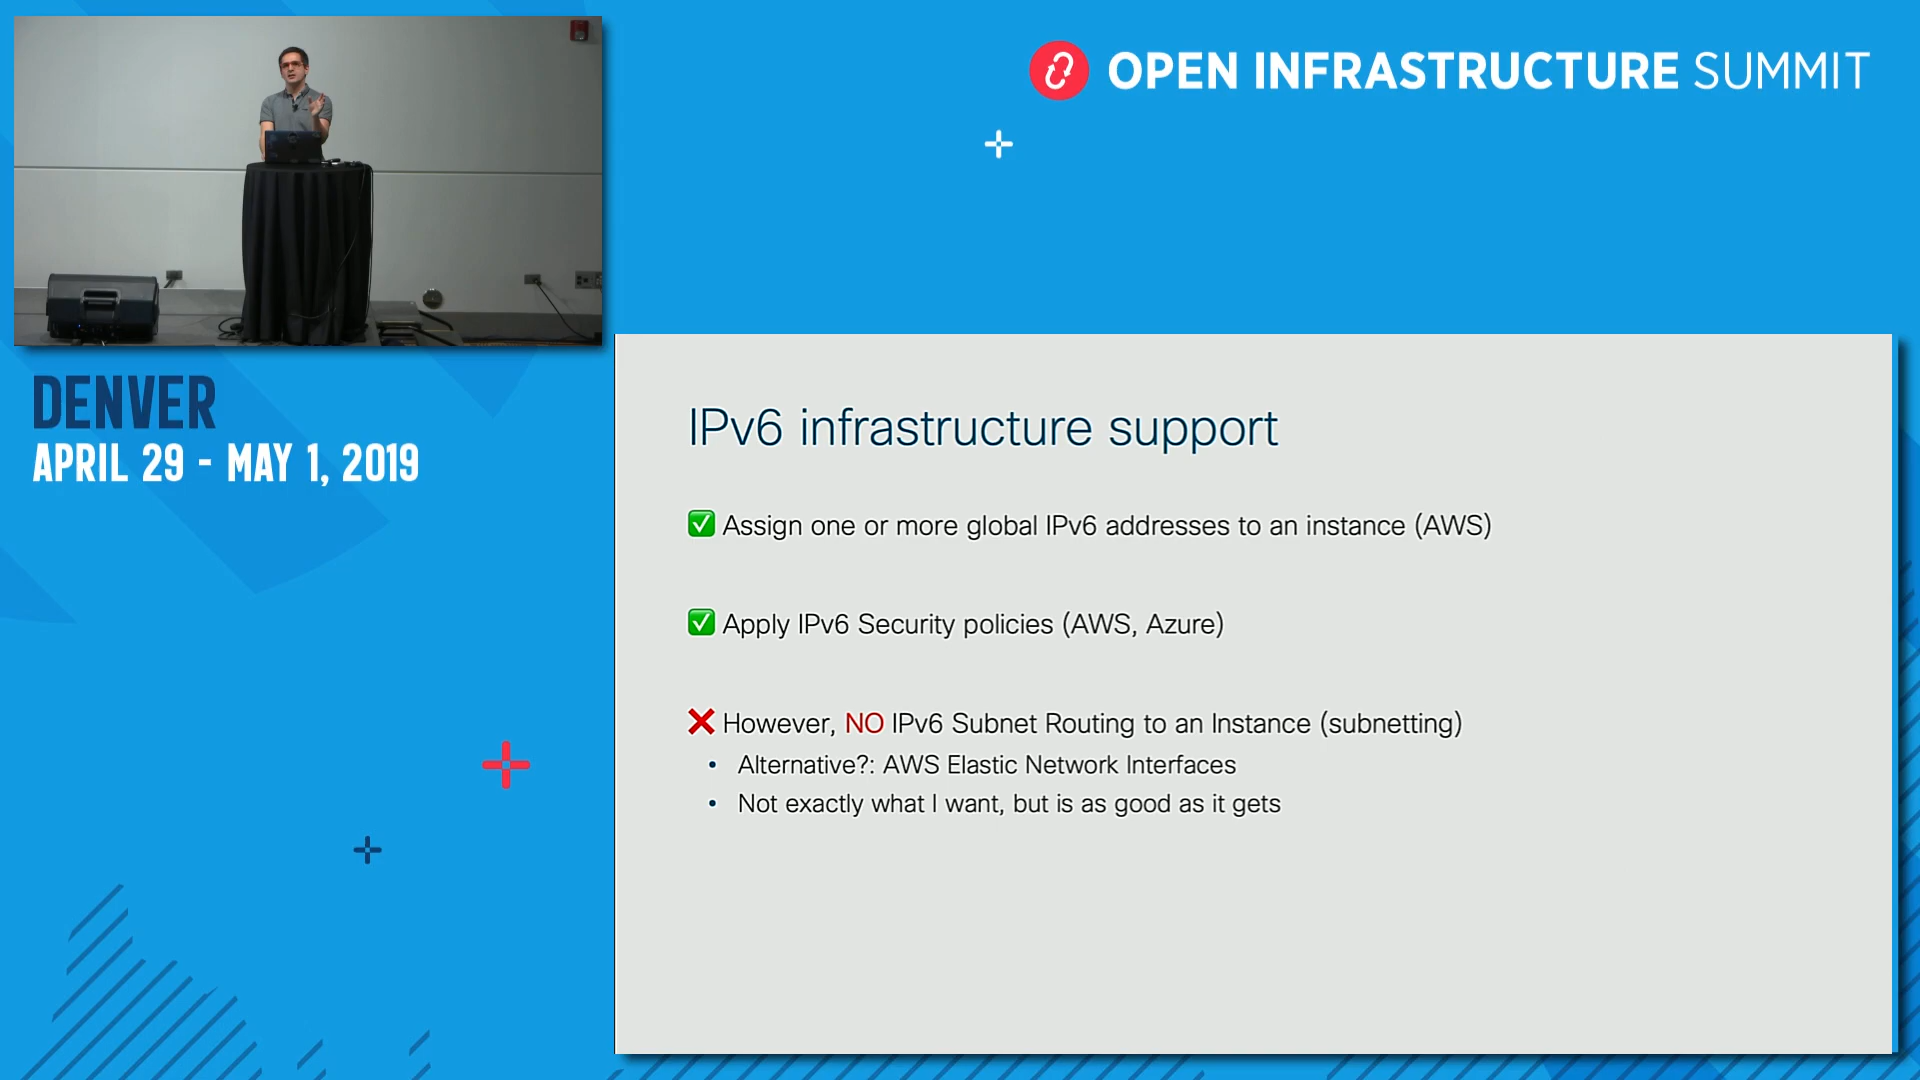 OPEN INFRASTRUCTURE SUMMIT
DENVER
APRIL 29 - MAY 1, 2019
IPv6 infrastructure support
✅ Assign one or more global IPv6 addresses to an instance (AWS)
✅ Apply IPv6 Security policies (AWS, Azure)
❌ However, NO IPv6 Subnet Routing to an Instance (subnetting)
• Alternative?: AWS Elastic Network Interfaces
• Not exactly what I want, but is as good as it gets